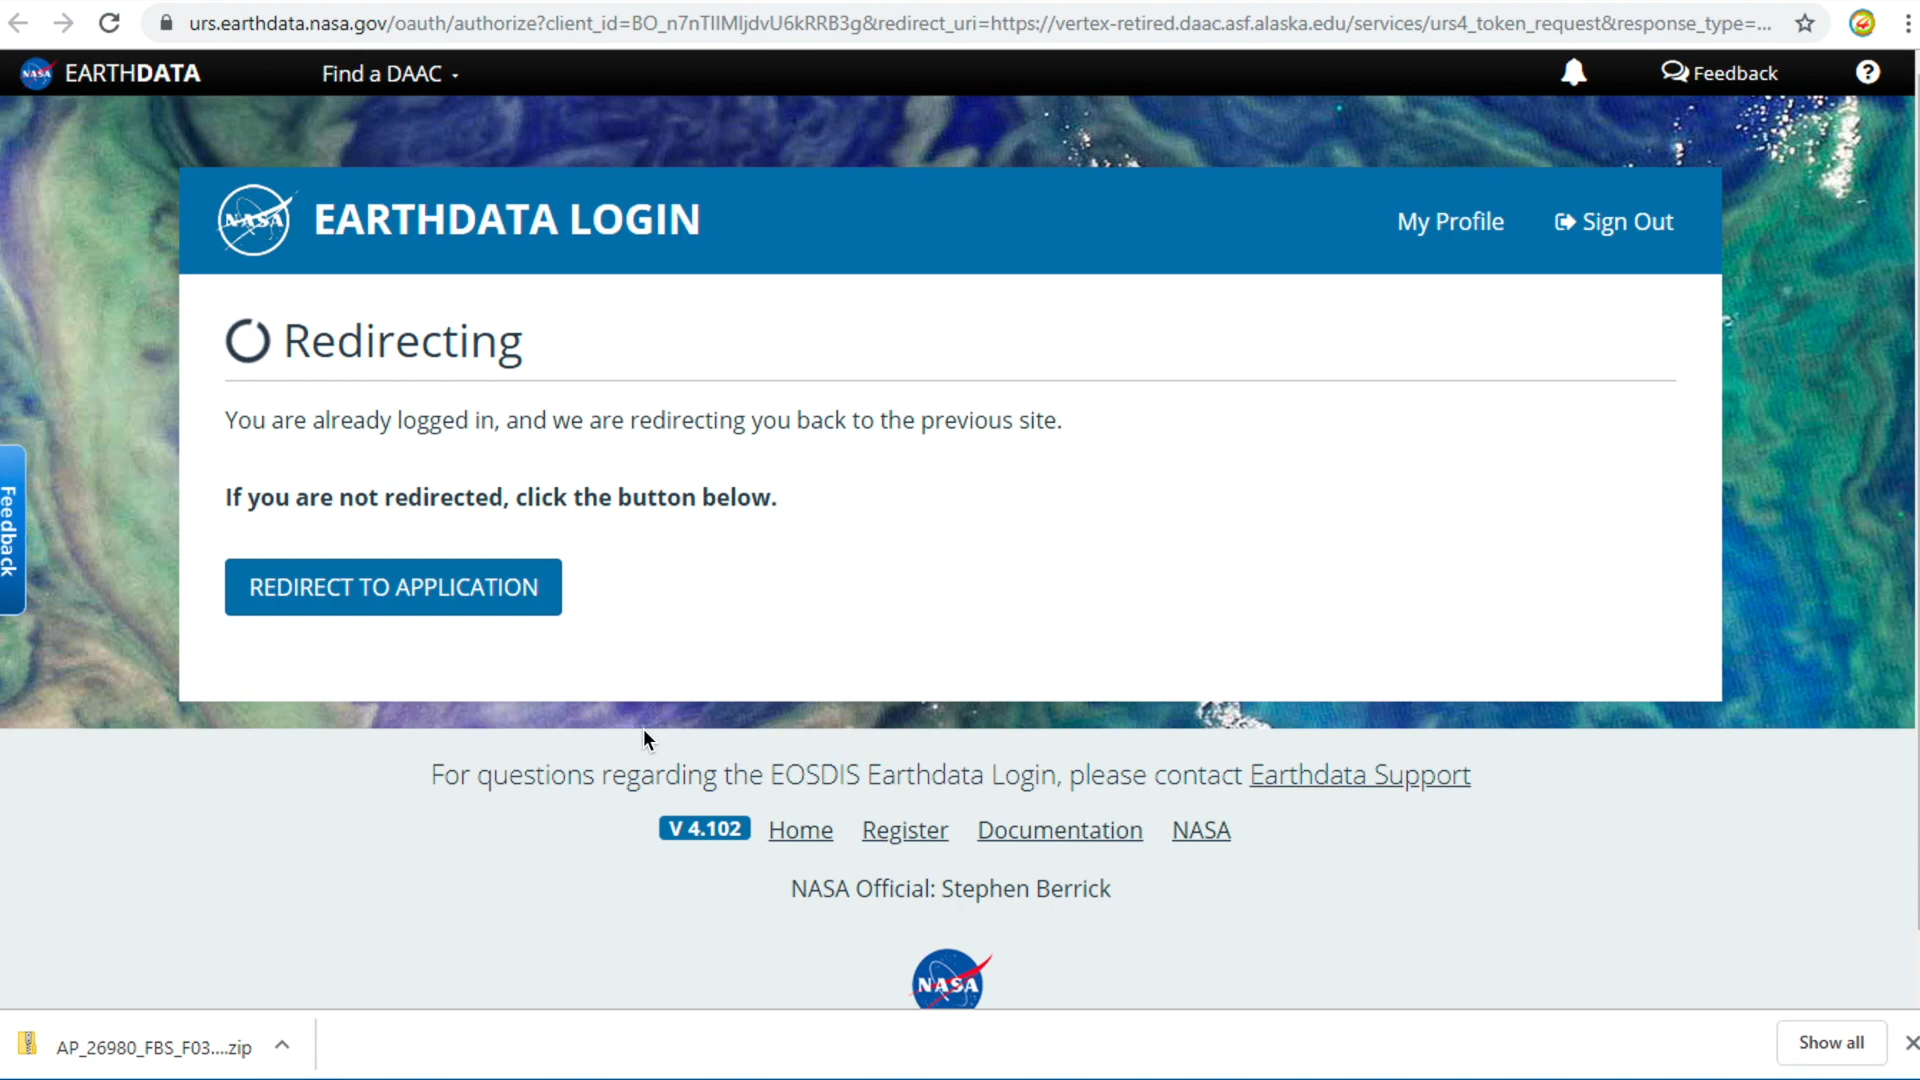 urs.earthdata.nasa.gov/oauth/authorize?client_id=BO_n7nTIlMIjdvU6kRRB3g&redirect_uri=https://vertex-retired.daac.asf.alaska.edu/services/urs4_token_request&response_type=...
NASA EARTHDATA Find a DAAC Feedback ?
NASA EARTHDATA LOGIN My Profile Sign Out
Redirecting
You are already logged in, and we are redirecting you back to the previous site.
If you are not redirected, click the button below.
Feedback
REDIRECT TO APPLICATION
For questions regarding the EOSDIS Earthdata Login, please contact Earthdata Support
V 4.102 Home Register Documentation NASA
NASA Official: Stephen Berrick
NASA
AP_26980_FBS_F03....zip Show all